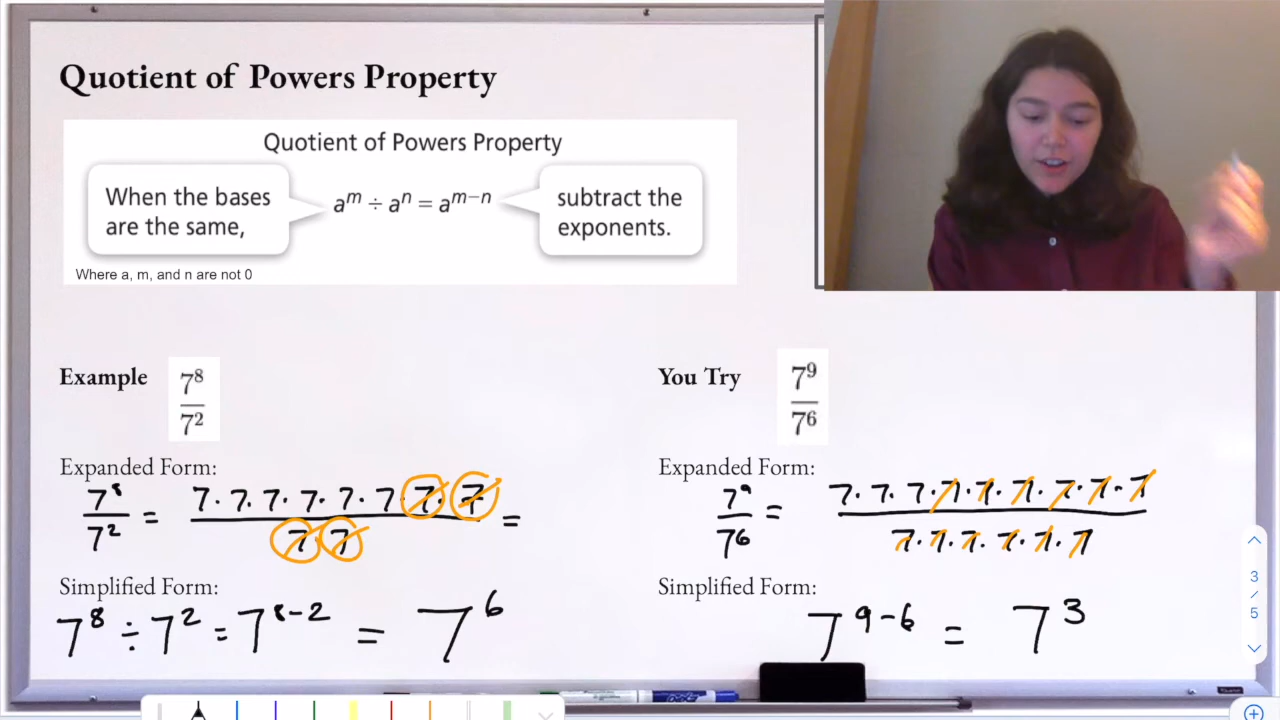 Quotient of Powers Property
Quotient of Powers Property
When the bases
are the same,
a^m ÷ a^n = a^{m−n}
subtract the
exponents.
Where a, m, and n are not 0
Example 7^8/7^2
Expanded Form:
7^8/7^2 = 7·7·7·7·7·7·7·7/7·7 =
Simplified Form:
7^8 ÷ 7^2 = 7^{8-2} = 7^6
You Try 7^9/7^6
Expanded Form:
7^9/7^6 = 7·7·7·7·7·7·7·7·7/7·7·7·7·7·7
Simplified Form:
7^{9-6} = 7^3
3
/
5